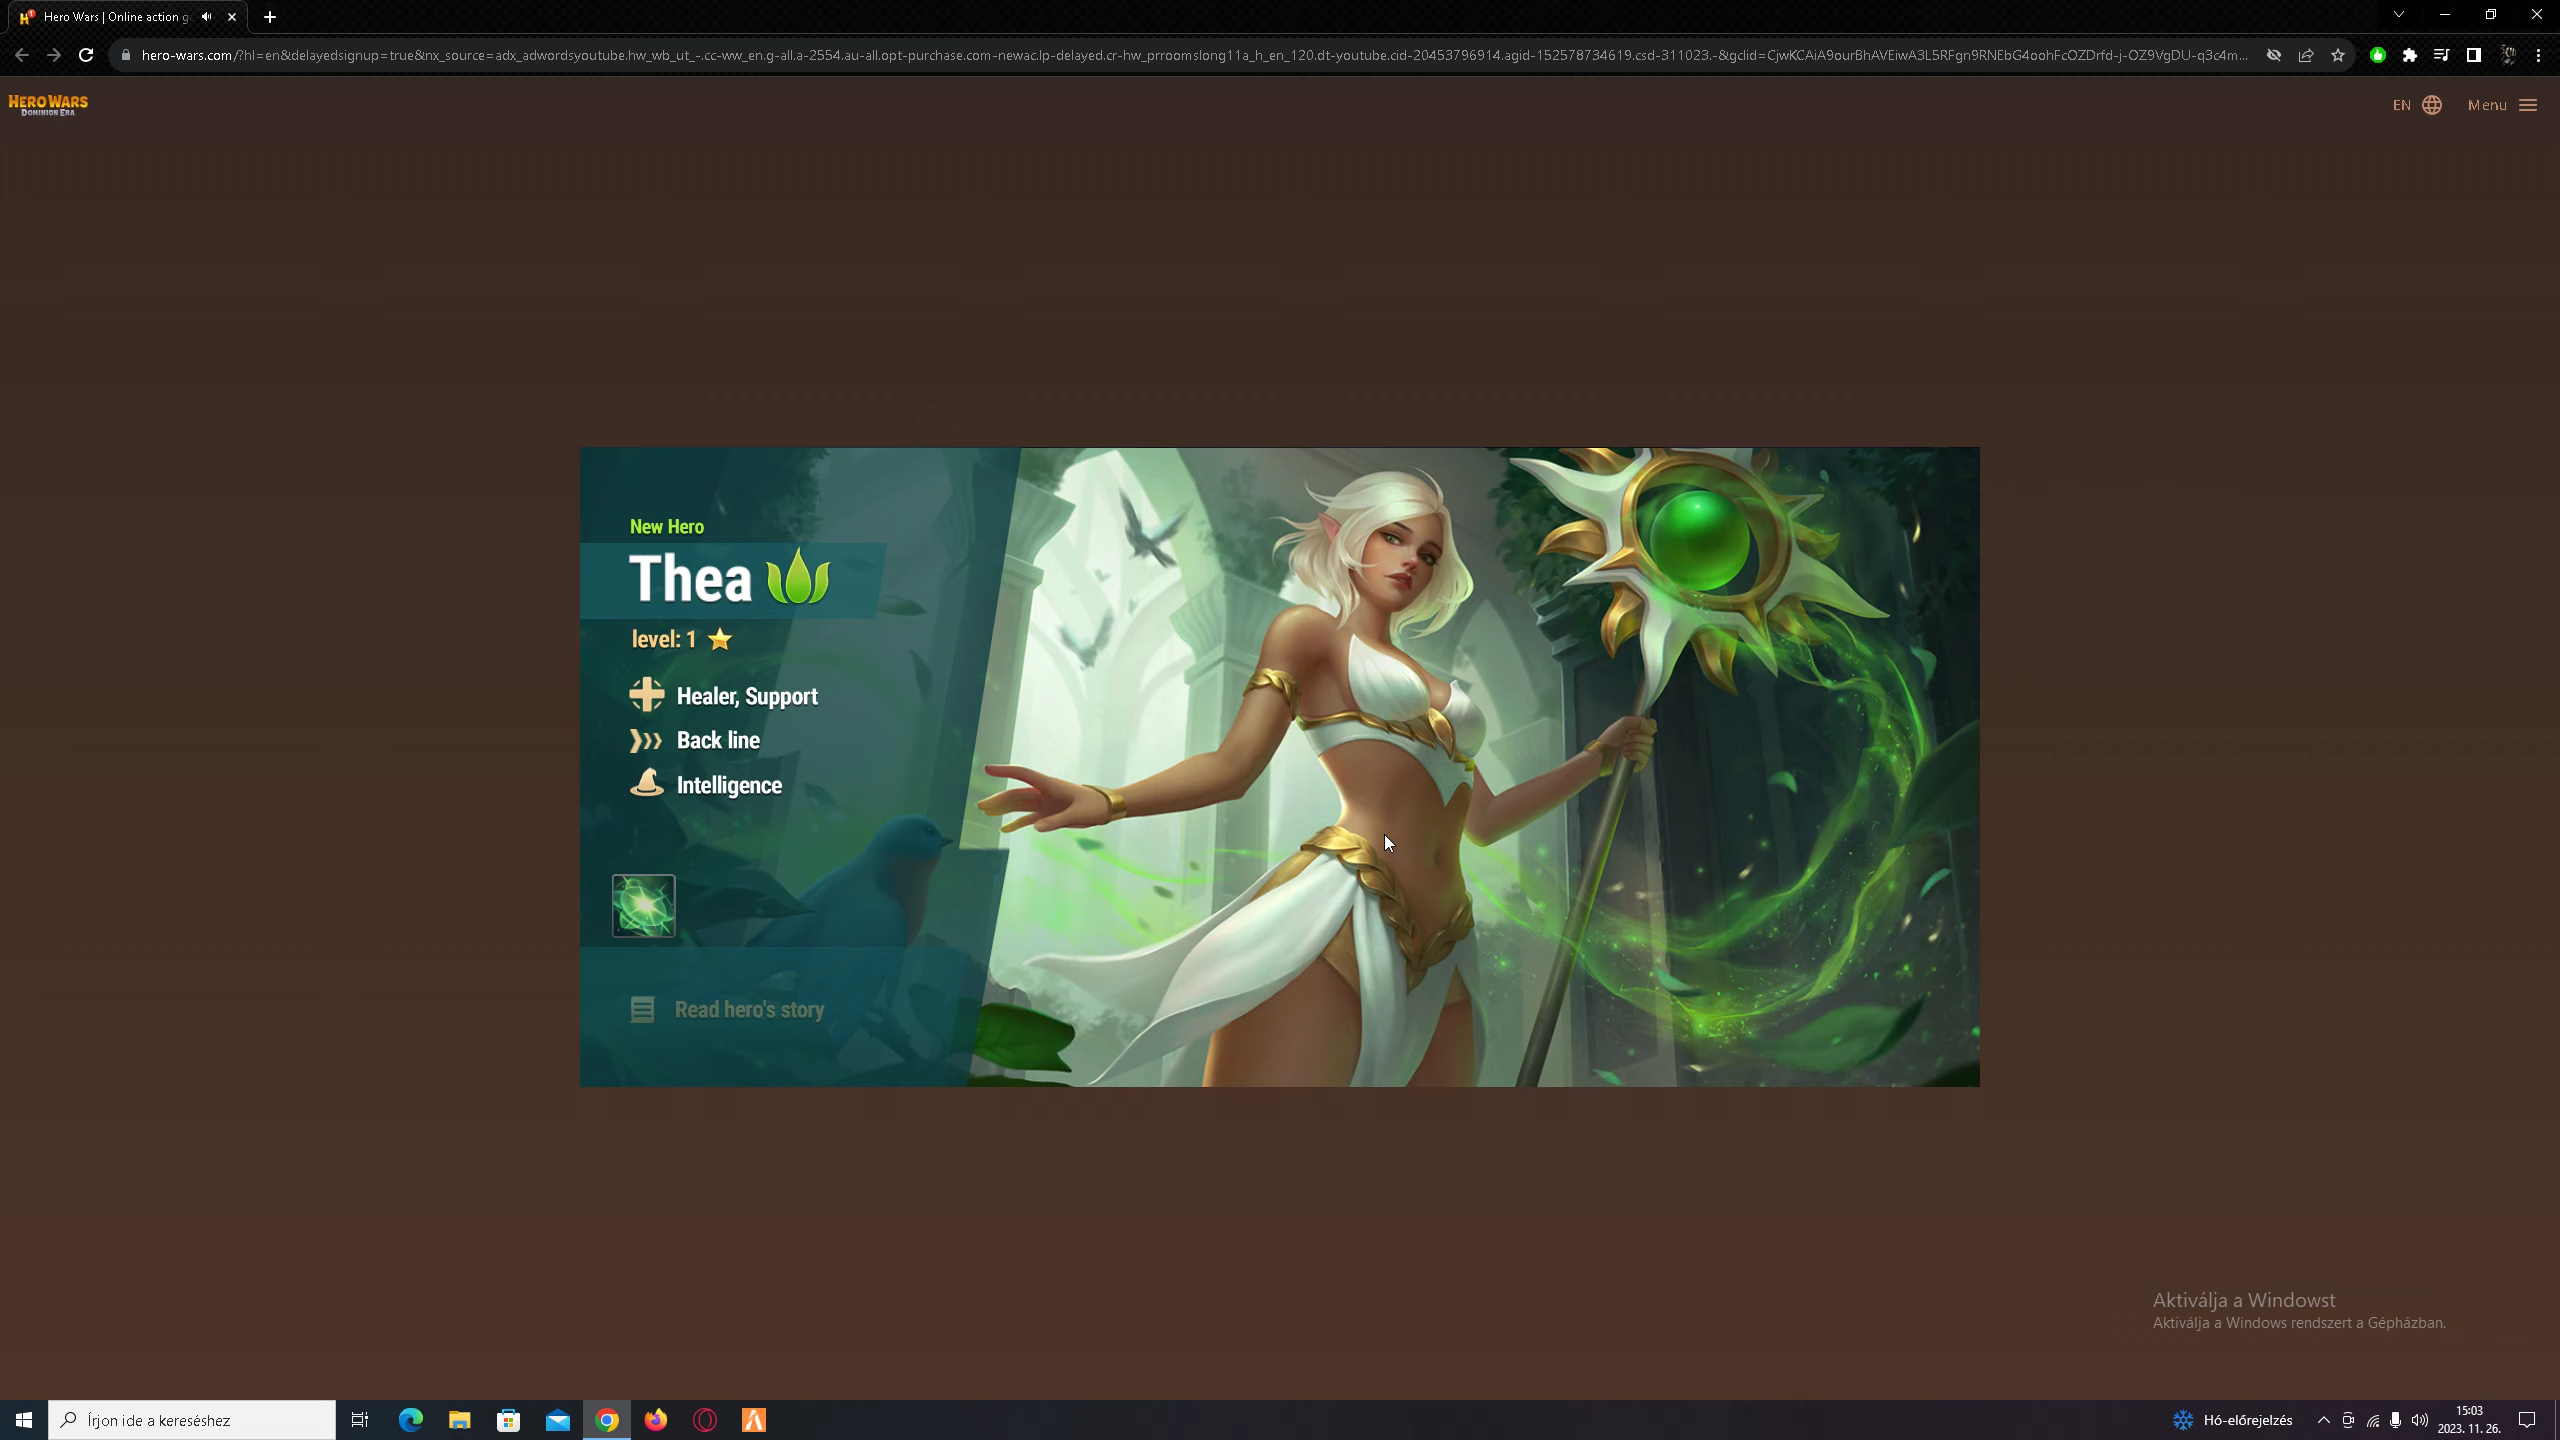 Hero Wars | Online action g
hero-wars.com/?hl=en&delayedsignup=true&nx_source=adx_adwordsyoutube.hw_wb_ut_-.cc-ww_en.g-all.a-2554.au-all.opt-purchase.com-newac.lp-delayed.cr-hw_prroomslong11a_h_en_120.dt-youtube.cid-20453796914.agid-152578734619.csd-311023.-&gclid=CjwKCAiA9ourBhAVEiwA3L5RFgn9RNEbG4oohFcOZDrfd-j-OZ9VgDU-q3c4m...
HERO WARS
DOMINION ERA
EN
Menu
New Hero
Thea
level: 1
Healer, Support
Back line
Intelligence
Read hero's story
Aktiválja a Windowst
Aktiválja a Windows rendszert a Gépházban.
Írjon ide a kereséshez
Hó-előrejelzés
15:03
2023. 11. 26.